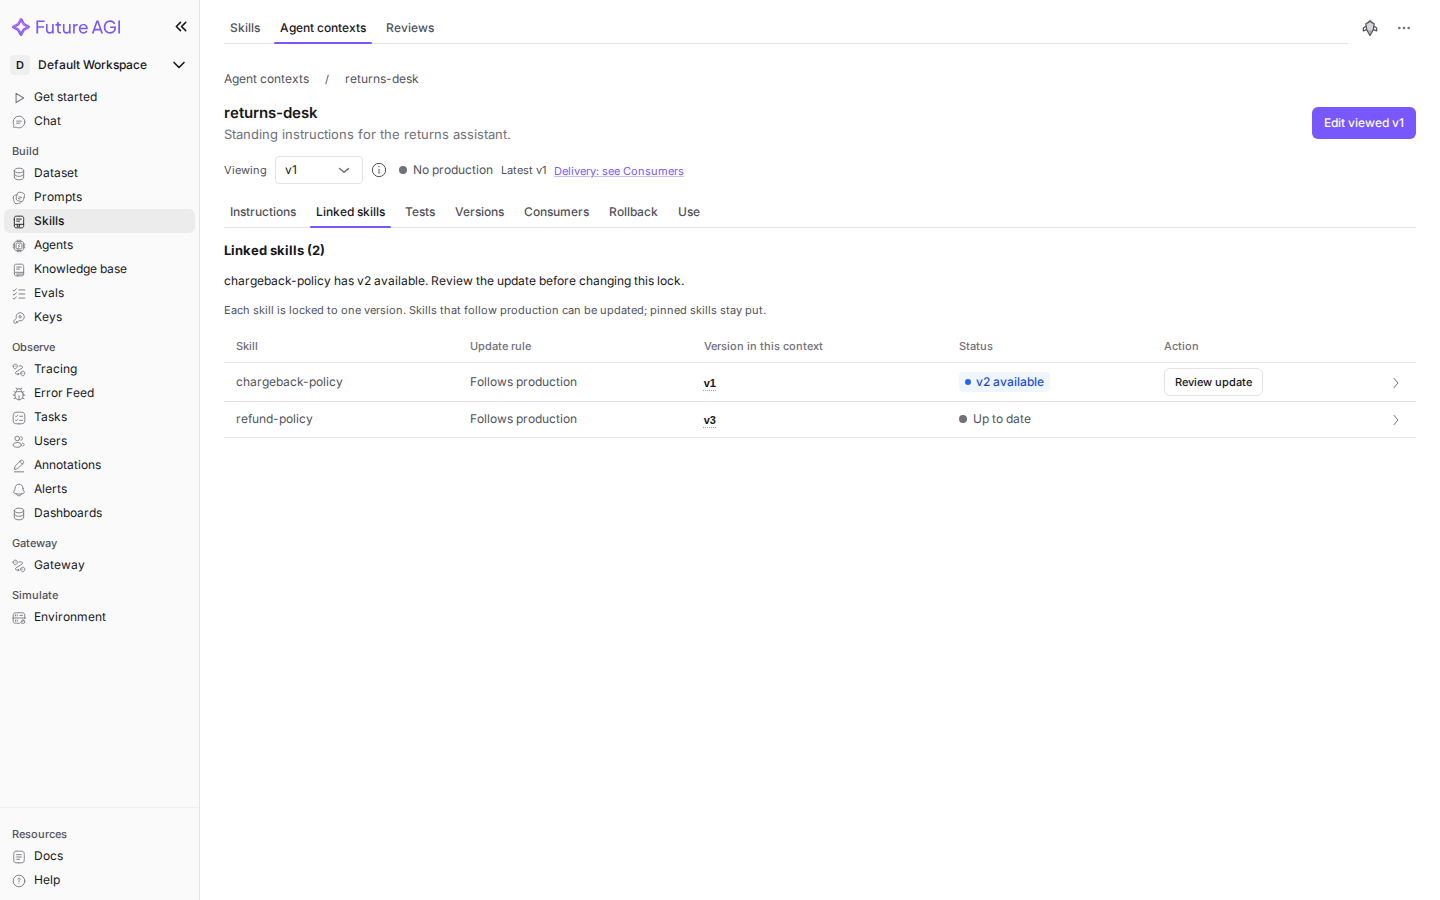 Future AGI
D Default Workspace
Get started
Chat
Build
Dataset
Prompts
Skills
Agents
Knowledge base
Evals
Keys
Observe
Tracing
Error Feed
Tasks
Users
Annotations
Alerts
Dashboards
Gateway
Gateway
Simulate
Environment
Resources
Docs
Help
Skills Agent contexts Reviews
Agent contexts / returns-desk
returns-desk
Standing instructions for the returns assistant.
Edit viewed v1
Viewing v1 No production Latest v1 Delivery: see Consumers
Instructions Linked skills Tests Versions Consumers Rollback Use
Linked skills (2)
chargeback-policy has v2 available. Review the update before changing this lock.
Each skill is locked to one version. Skills that follow production can be updated; pinned skills stay put.
Skill Update rule Version in this context Status Action
chargeback-policy Follows production v1 v2 available Review update
refund-policy Follows production v3 Up to date